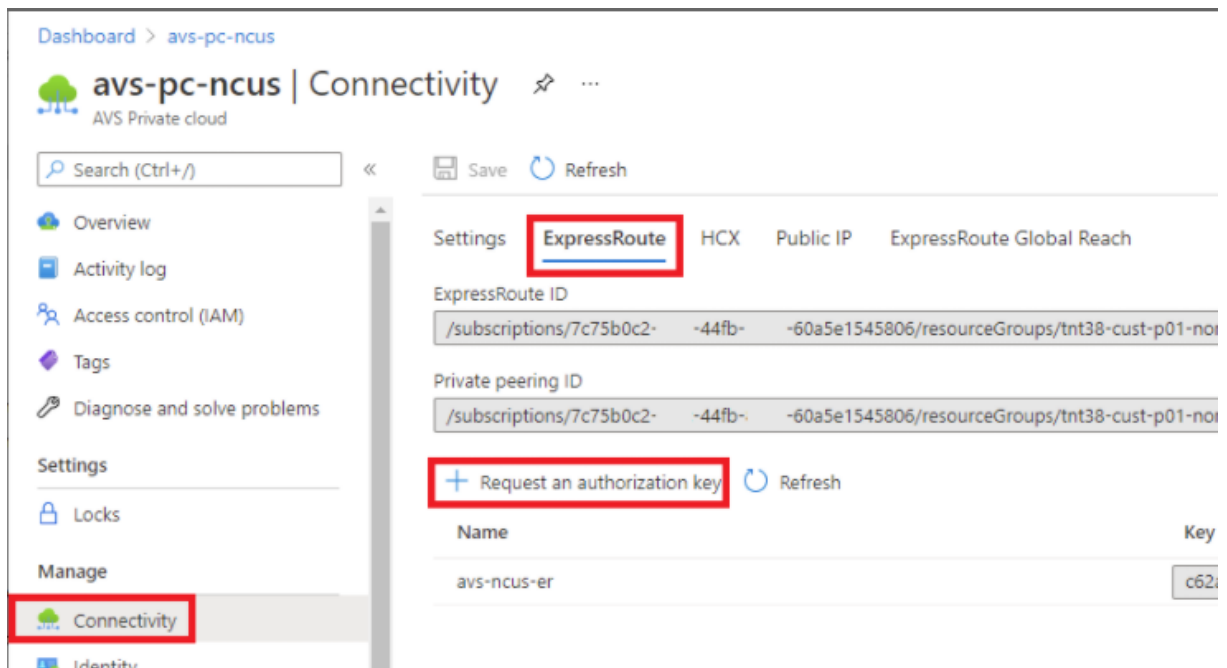 Dashboard > avs-pc-ncus
avs-pc-ncus | Connectivity ...
AVS Private cloud
Search (Ctrl+/)
«
Save Refresh
Overview
Activity log
Access control (IAM)
Tags
Diagnose and solve problems
Settings
Locks
Manage
Connectivity
Identity
Settings ExpressRoute HCX Public IP ExpressRoute Global Reach
ExpressRoute ID
/subscriptions/7c75b0c2- -44fb- -60a5e1545806/resourceGroups/tnt38-cust-p01-nor
Private peering ID
/subscriptions/7c75b0c2- -44fb- -60a5e1545806/resourceGroups/tnt38-cust-p01-nor
+ Request an authorization key Refresh
Name Key
avs-ncus-er c62a